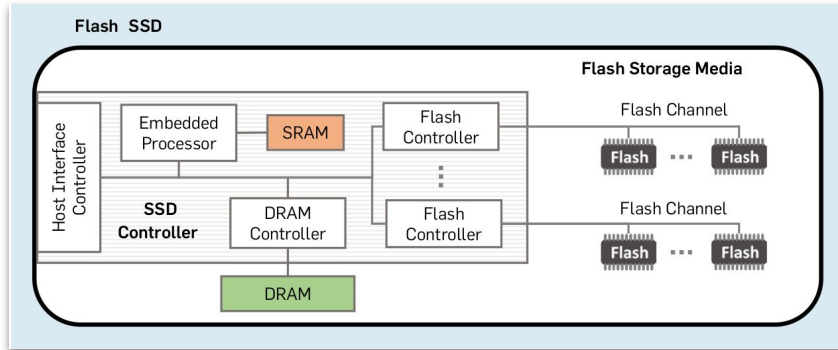 Flash SSD
Flash Storage Media
Host Interface
Controller
Embedded
Processor
SRAM
SSD
Controller
DRAM
Controller
DRAM
Flash
Controller
Flash
Controller
Flash Channel
Flash
Flash
Flash Channel
Flash
Flash